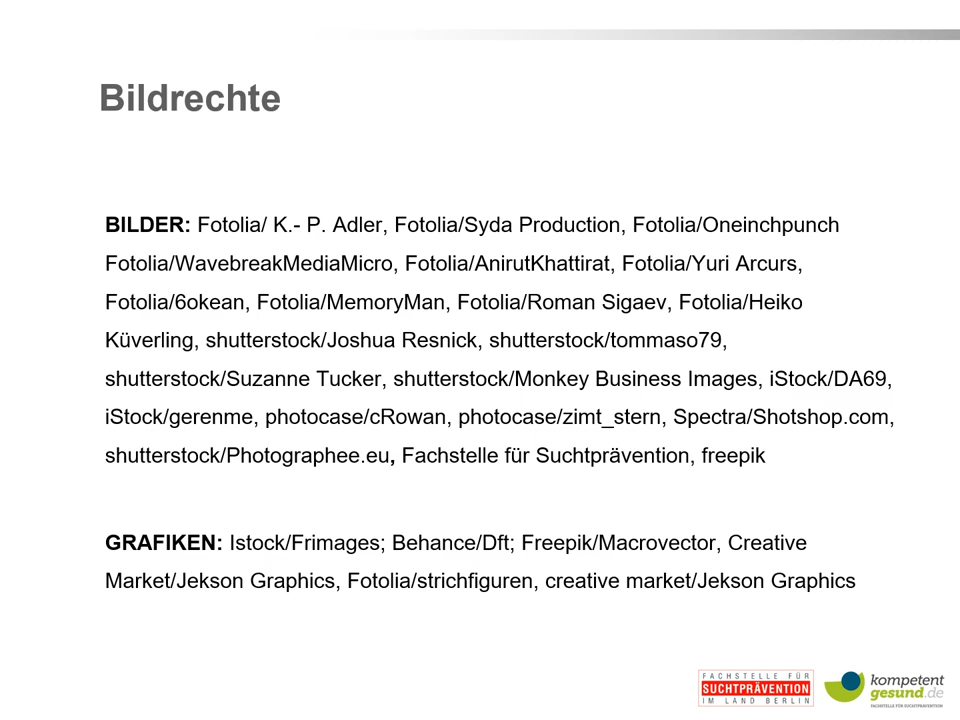 Bildrechte
BILDER: Fotolia/ K.- P. Adler, Fotolia/Syda Production, Fotolia/Oneinchpunch
Fotolia/WavebreakMediaMicro, Fotolia/AnirutKhattirat, Fotolia/Yuri Arcurs,
Fotolia/6okean, Fotolia/MemoryMan, Fotolia/Roman Sigaev, Fotolia/Heiko
Küverling, shutterstock/Joshua Resnick, shutterstock/tommaso79,
shutterstock/Suzanne Tucker, shutterstock/Monkey Business Images, iStock/DA69,
iStock/gerenme, photocase/cRowan, photocase/zimt_stern, Spectra/Shotshop.com,
shutterstock/Photographee.eu, Fachstelle für Suchtprävention, freepik
GRAFIKEN: Istock/Frimages; Behance/Dft; Freepik/Macrovector, Creative
Market/Jekson Graphics, Fotolia/strichfiguren, creative market/Jekson Graphics
FACHSTELLE FÜR
SUCHTPRÄVENTION
IM LAND BERLIN
kompetent
gesund.de
FACHSTELLE FÜR SUCHTPRÄVENTION